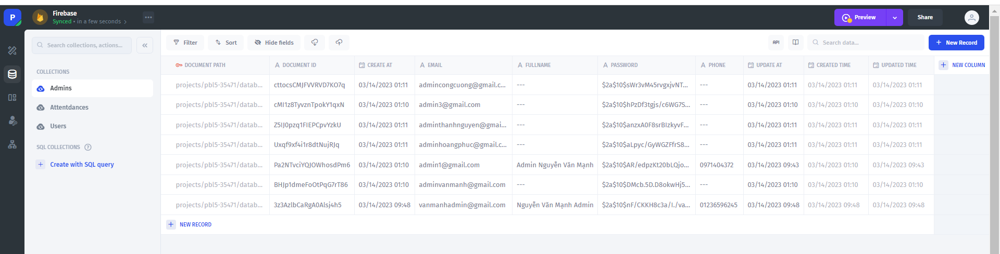 P
Firebase
Synced • in a few seconds
Preview
Share
Search collections, actions...
Filter
Sort
Hide fields
API
Search data...
New Record
COLLECTIONS
Admins
Attentdances
Users
SQL COLLECTIONS ?
Create with SQL query
DOCUMENT PATH DOCUMENT ID CREATE AT EMAIL FULLNAME PASSWORD PHONE UPDATE AT CREATED TIME UPDATED TIME NEW COLUMN
projects/pbl5-35471/datab... cttocsCMJFVVRVD7KO7q 03/14/2023 01:11 admincongcuong@gmail.c... --- $2a$10$sWr3vM45rvgxjvNT... --- 03/14/2023 01:11 03/14/2023 01:11 03/14/2023 01:11
projects/pbl5-35471/datab... cMI1z8TyvznTpokY1qxN 03/14/2023 01:10 admin3@gmail.com --- $2a$10$hPzDf3tgjs/c6WG7S... --- 03/14/2023 01:10 03/14/2023 01:10 03/14/2023 01:10
projects/pbl5-35471/datab... Z5IJ0pzq1FIEPCpvYzkU 03/14/2023 01:11 adminthanhnguyen@gmai... --- $2a$10$anzxA0F8srBIzkyvF... --- 03/14/2023 01:11 03/14/2023 01:11 03/14/2023 01:11
projects/pbl5-35471/datab... Uxqf9xf4i1r8dtNujRJq 03/14/2023 01:11 adminhoangphuc@gmail.c... --- $2a$10$aLpyc/GyWGZFfrS8... --- 03/14/2023 01:11 03/14/2023 01:11 03/14/2023 01:11
projects/pbl5-35471/datab... Pa2NTvciYQJOWhosdPm6 03/14/2023 01:10 admin1@gmail.com Admin Nguyễn Văn Mạnh $2a$10$AR/edpzKt20bLQjo... 0971404372 03/14/2023 09:43 03/14/2023 01:10 03/14/2023 09:43
projects/pbl5-35471/datab... BHJp1dmeFoOtPqG7rT86 03/14/2023 01:10 adminvanmanh@gmail.com --- $2a$10$DMcb.5D.D8okwHj5... --- 03/14/2023 01:10 03/14/2023 01:10 03/14/2023 01:10
projects/pbl5-35471/datab... 3z3AzlbCaRgA0Alsj4h5 03/14/2023 09:48 vanmanhadmin@gmail.com Nguyễn Văn Mạnh Admin $2a$10$nF/CKKH8c3a/I./va... 01236596245 03/14/2023 09:48 03/14/2023 09:48 03/14/2023 09:48
NEW RECORD